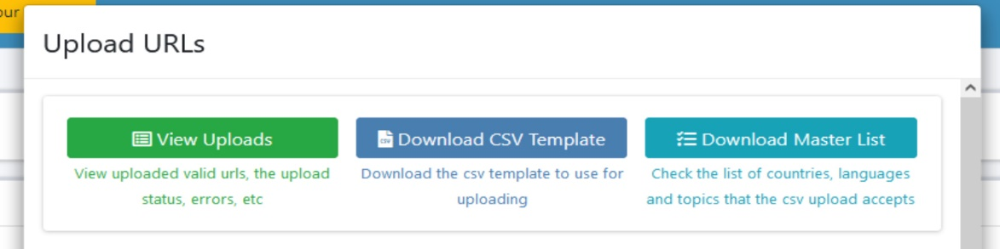 our
Upload URLs
View Uploads
Download CSV Template
Download Master List
View uploaded valid urls, the upload
status, errors, etc
Download the csv template to use for
uploading
Check the list of countries, languages
and topics that the csv upload accepts